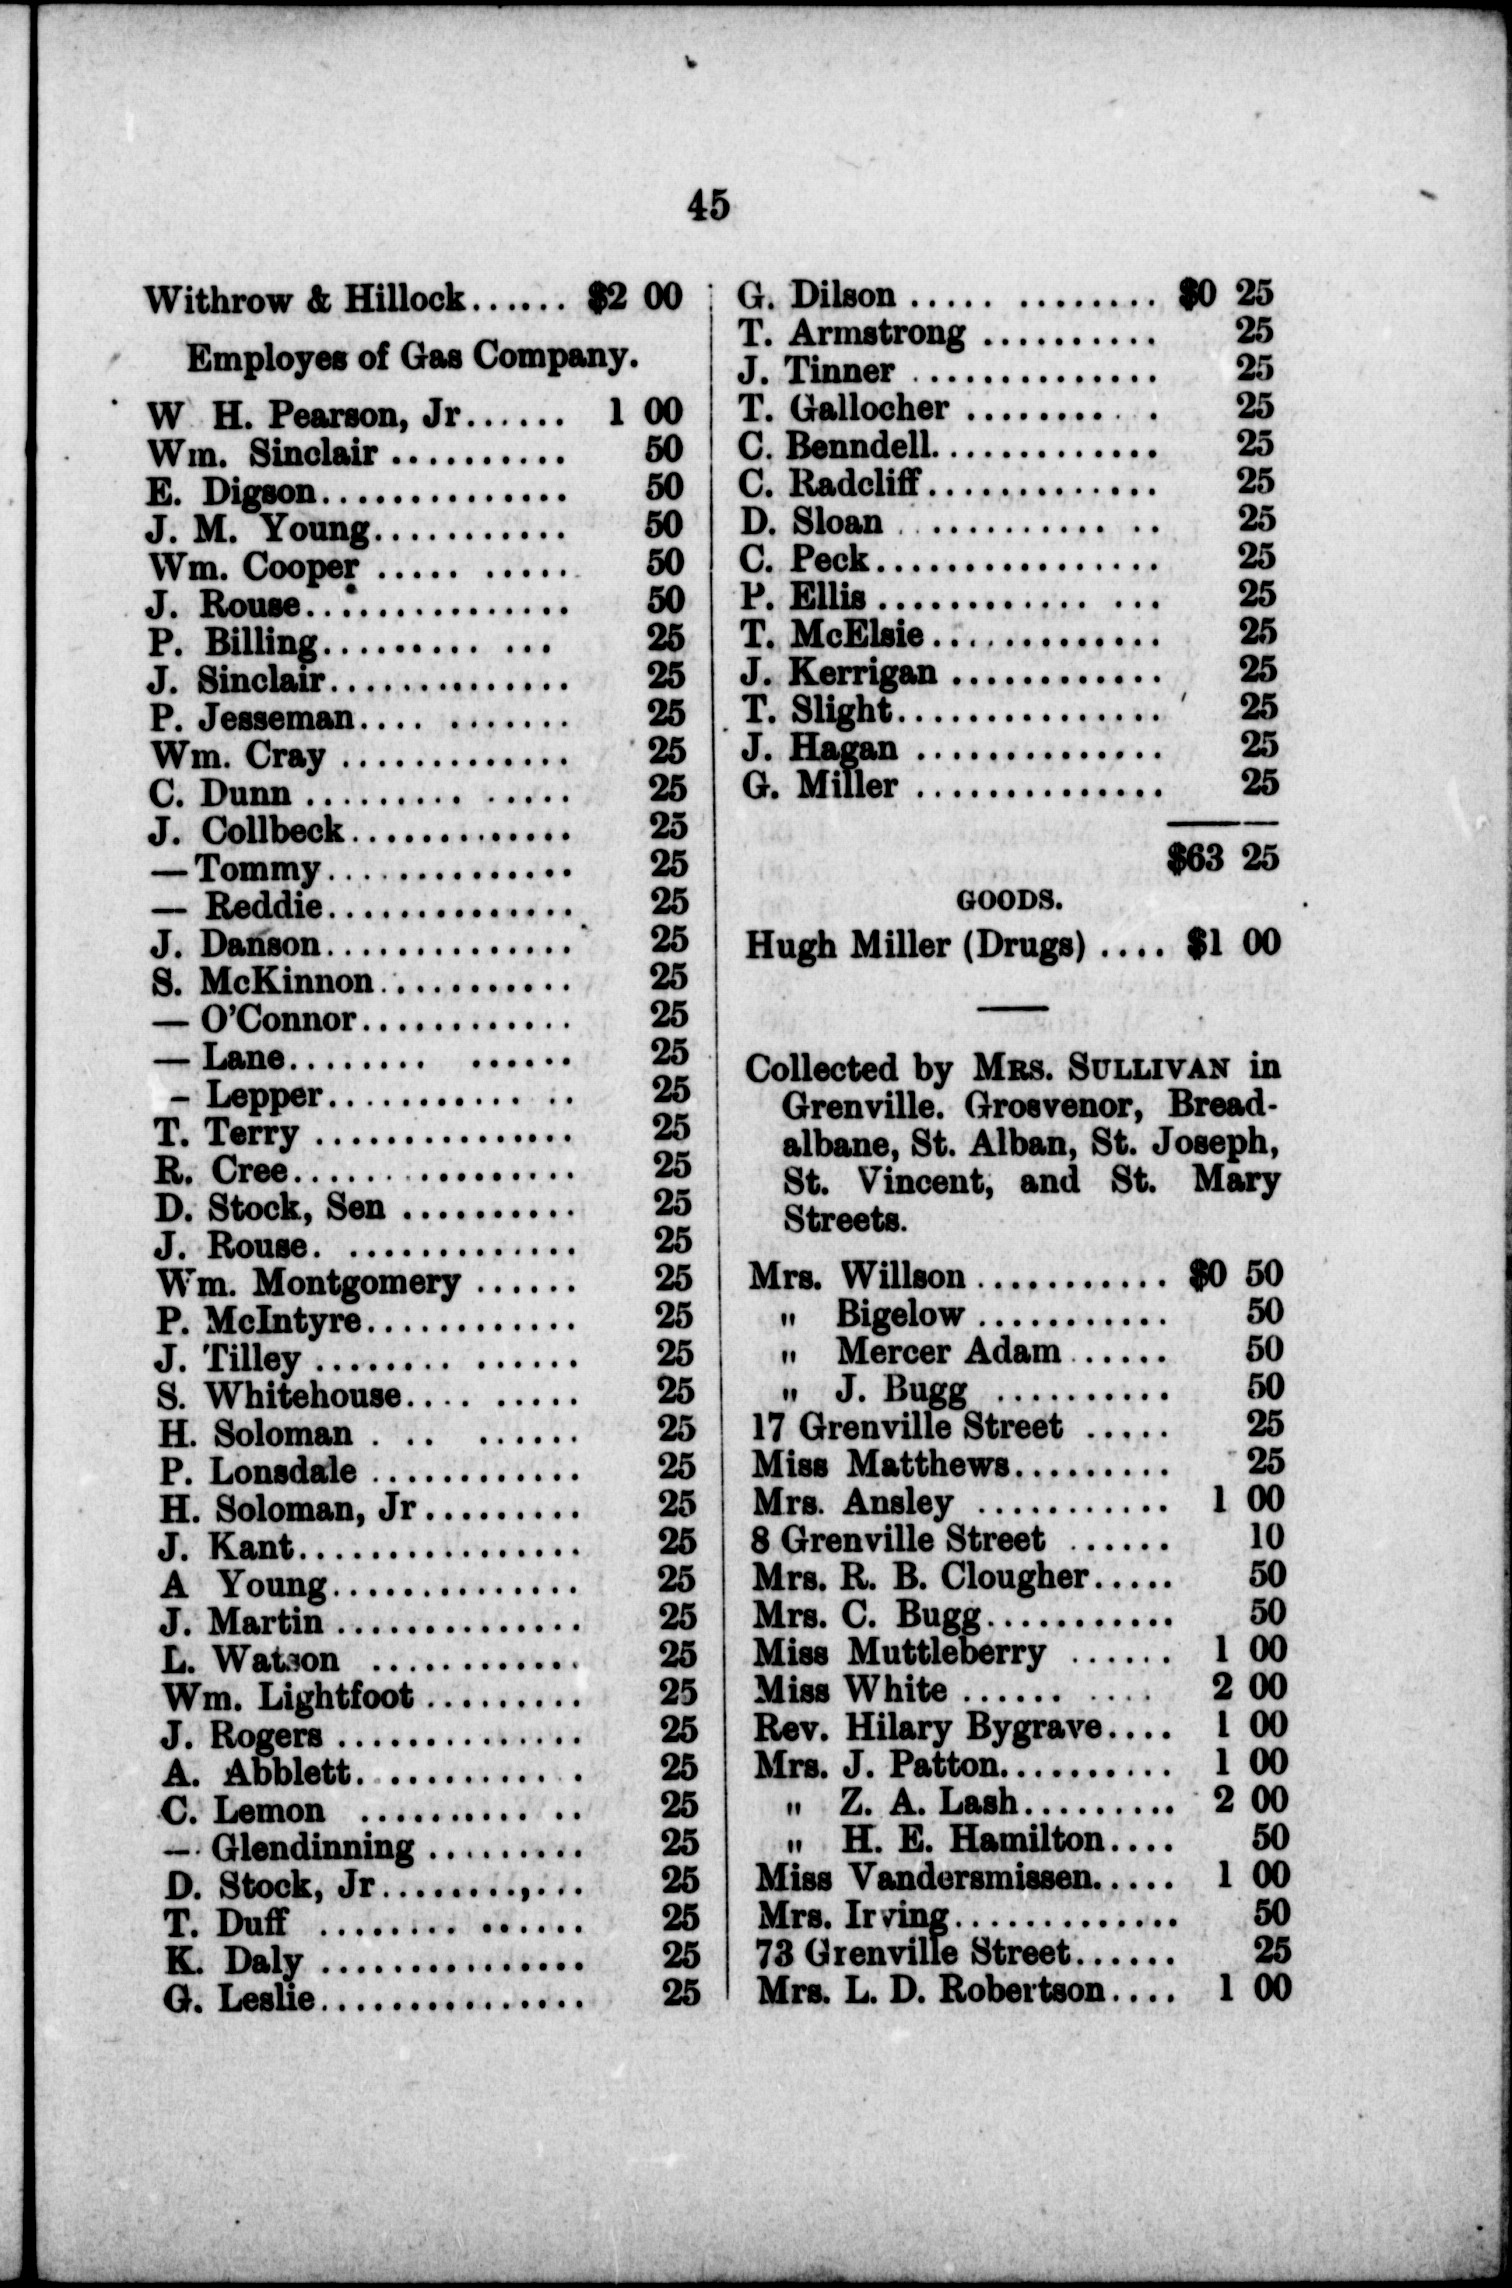 45
Withrow & Hillock...... $2 00
Employes of Gas Company.
W H. Pearson, Jr...... 1 00
Wm. Sinclair .......... 50
E. Digson.............. 50
J. M. Young........... 50
Wm. Cooper ..... ..... 50
J. Rouse............... 50
P. Billing......... ... 25
J. Sinclair.............. 25
P. Jesseman.... ....... 25
Wm. Cray ............. 25
C. Dunn ......... ..... 25
J. Collbeck............. 25
—Tommy.............. 25
— Reddie.............. 25
J. Danson.............. 25
S. McKinnon........... 25
— O'Connor............ 25
— Lane........ ...... 25
– Lepper............ .. 25
T. Terry ............... 25
R. Cree................ 25
D. Stock, Sen .......... 25
J. Rouse. ............. 25
Wm. Montgomery ...... 25
P. McIntyre............ 25
J. Tilley ........ ...... 25
S. Whitehouse.... ..... 25
H. Soloman . .. ...... 25
P. Lonsdale ............ 25
H. Soloman, Jr......... 25
J. Kant................ 25
A Young.............. 25
J. Martin .............. 25
L. Watson ............ 25
Wm. Lightfoot ......... 25
J. Rogers .............. 25
A. Abblett............. 25
C. Lemon .......... .. 25
— Glendinning ......... 25
D. Stock, Jr........,... 25
T. Duff ........ ...... 25
K. Daly ............... 25
G. Leslie............... 25
G. Dilson ..... ........ $0 25
T. Armstrong .......... 25
J. Tinner .............. 25
T. Gallocher .......... . 25
C. Benndell............. 25
C. Radcliff............. 25
D. Sloan ............ .. 25
C. Peck................ 25
P. Ellis ............. ... 25
T. McElsie............. 25
J. Kerrigan ............ 25
T. Slight............... 25
J. Hagan .............. 25
G. Miller .............. 25
$63 25
GOODS.
Hugh Miller (Drugs) .... $1 00
Collected by MRS. SULLIVAN in
Grenville. Grosvenor, Bread-
albane, St. Alban, St. Joseph,
St. Vincent, and St. Mary
Streets.
Mrs. Willson ........... $0 50
" Bigelow ........... 50
" Mercer Adam ...... 50
" J. Bugg .......... 50
17 Grenville Street ..... 25
Miss Matthews......... 25
Mrs. Ansley ........... 1 00
8 Grenville Street ...... 10
Mrs. R. B. Clougher..... 50
Mrs. C. Bugg........... 50
Miss Muttleberry ...... 1 00
Miss White ...... .... 2 00
Rev. Hilary Bygrave.... 1 00
Mrs. J. Patton.......... 1 00
" Z. A. Lash......... 2 00
" H. E. Hamilton.... 50
Miss Vandersmissen..... 1 00
Mrs. Irving............. 50
73 Grenville Street...... 25
Mrs. L. D. Robertson.... 1 00